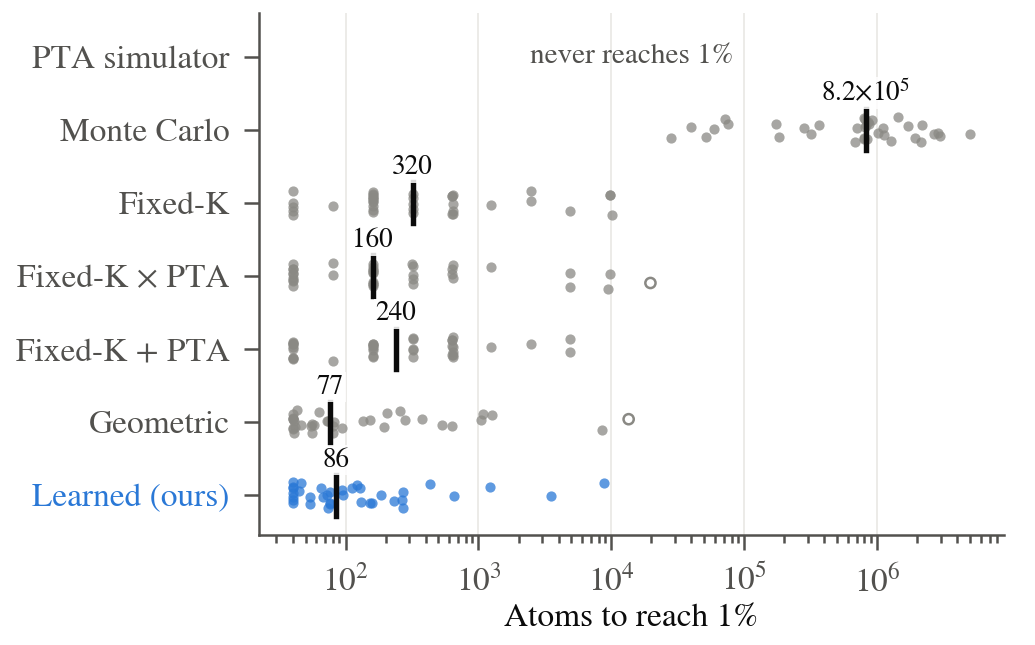 PTA simulator
never reaches 1%
8.2×10⁵
Monte Carlo
320
Fixed-K
160
Fixed-K × PTA
240
Fixed-K + PTA
77
Geometric
86
Learned (ours)
10² 10³ 10⁴ 10⁵ 10⁶
Atoms to reach 1%